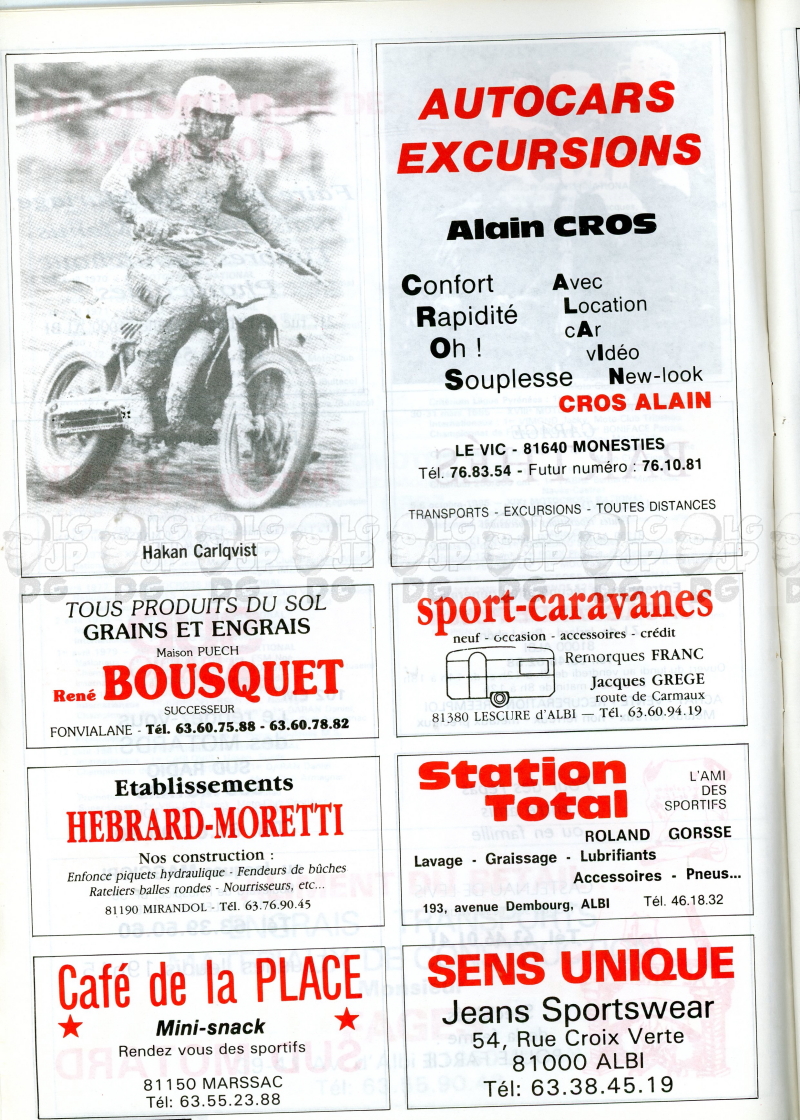 Hakan Carlqvist
AUTOCARS
EXCURSIONS
Alain CROS
Confort
Rapidité
Oh !
Souplesse
Avec
Location
cAr
vIdéo
New-look
CROS ALAIN
LE VIC - 81640 MONESTIES
Tél. 76.83.54 - Futur numéro : 76.10.81
TRANSPORTS - EXCURSIONS - TOUTES DISTANCES
LG JP DG
TOUS PRODUITS DU SOL
GRAINS ET ENGRAIS
Maison PUECH
René BOUSQUET
SUCCESSEUR
FONVIALANE - Tél. 63.60.75.88 - 63.60.78.82
sport-caravanes
neuf - occasion - accessoires - crédit
Remorques FRANC
Jacques GREGE
route de Carmaux
81380 LESCURE d'ALBI — Tél. 63.60.94.19
Etablissements
HEBRARD-MORETTI
Nos construction :
Enfonce piquets hydraulique - Fendeurs de bûches
Rateliers balles rondes - Nourrisseurs, etc...
81190 MIRANDOL - Tél. 63.76.90.45
Station
Total
L'AMI
DES
SPORTIFS
ROLAND GORSSE
Lavage - Graissage - Lubrifiants
Accessoires - Pneus...
193, avenue Dembourg, ALBI Tél. 46.18.32
Café de la PLACE
Mini-snack
Rendez vous des sportifs
81150 MARSSAC
Tél: 63.55.23.88
SENS UNIQUE
Jeans Sportswear
54, Rue Croix Verte
81000 ALBI
Tél: 63.38.45.19